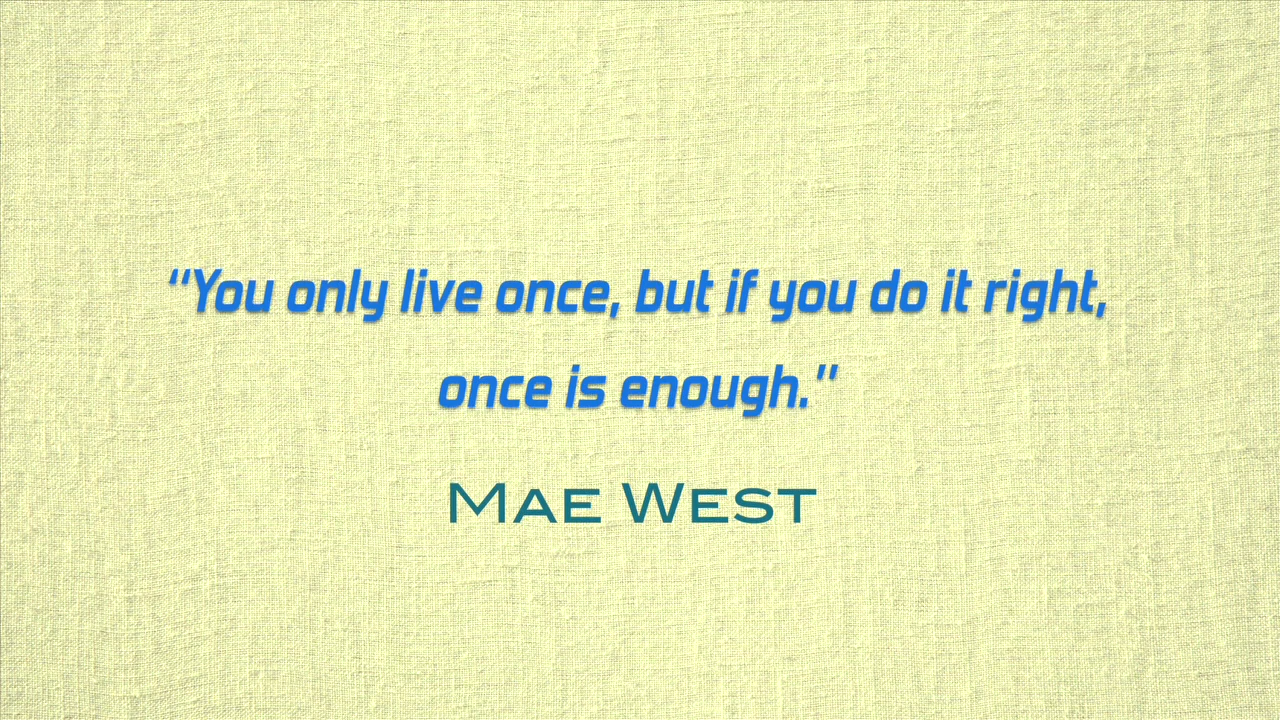 “You only live once, but if you do it right,
once is enough.”
Mae West